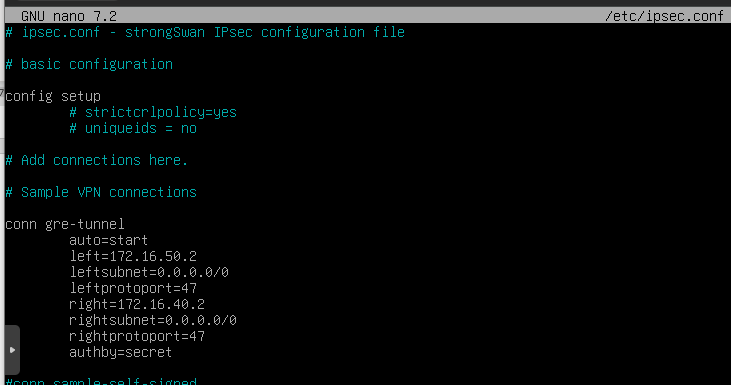 GNU nano 7.2 /etc/ipsec.conf
# ipsec.conf - strongSwan IPsec configuration file
# basic configuration
config setup
# strictcrlpolicy=yes
# uniqueids = no
# Add connections here.
# Sample VPN connections
conn gre-tunnel
auto=start
left=172.16.50.2
leftsubnet=0.0.0.0/0
leftprotoport=47
right=172.16.40.2
rightsubnet=0.0.0.0/0
rightprotoport=47
authby=secret
#conn sample-self-signed